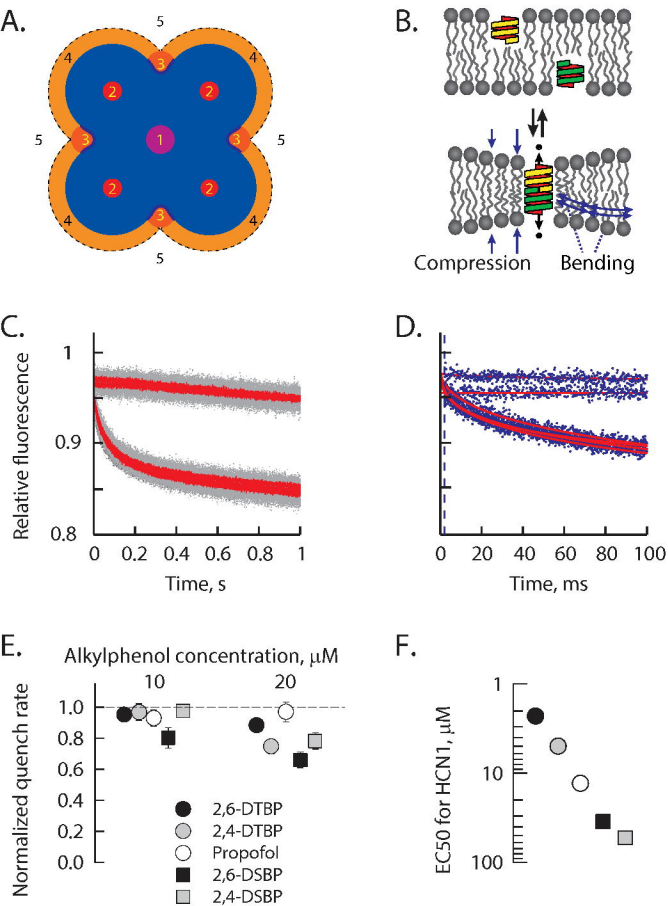 A.
5
4
3
4
2
2
5
3
1
3
5
2
2
4
3
4
5
B.
Compression
Bending
C.
Relative fluorescence
1
0.9
0.8
0
0.2
0.4
0.6
0.8
1
Time, s
D.
0
20
40
60
80
100
Time, ms
E.
Alkylphenol concentration, μM
10
20
Normalized quench rate
1.0
0.8
0.6
0.4
0.2
0.0
2,6-DTBP
2,4-DTBP
Propofol
2,6-DSBP
2,4-DSBP
F.
EC50 for HCN1, μM
1
10
100